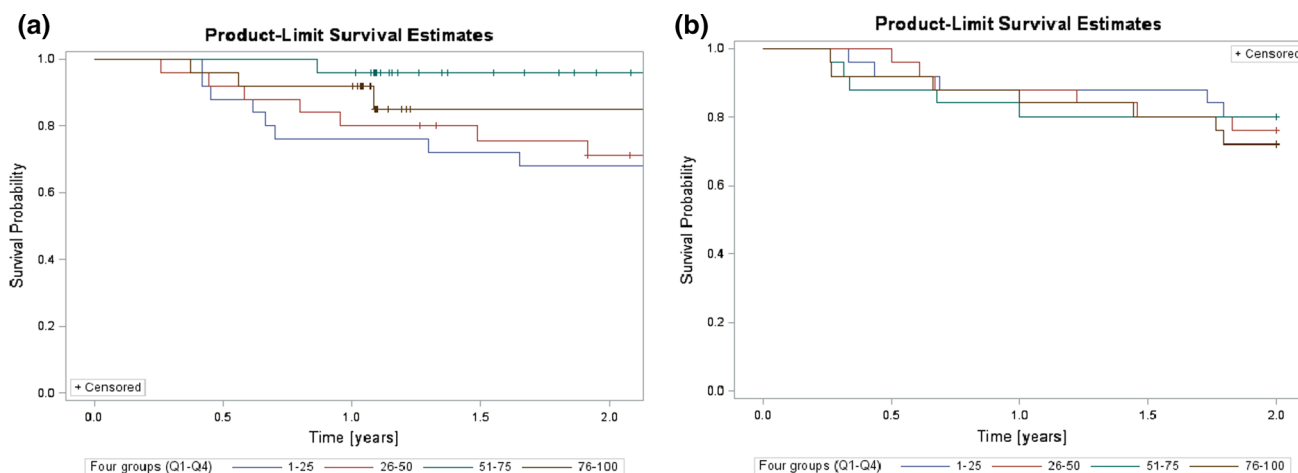 (a)
Product-Limit Survival Estimates
1.0
0.8
0.6
0.4
0.2
0.0
Survival Probability
+ Censored
0.0 0.5 1.0 1.5 2.0
Time [years]
Four groups (Q1-Q4) 1-25 26-50 51-75 76-100
(b)
Product-Limit Survival Estimates
+ Censored
1.0
0.8
0.6
0.4
0.2
0.0
Survival Probability
0.0 0.5 1.0 1.5 2.0
Time [years]
Four groups (Q1-Q4) 1-25 26-50 51-75 76-100